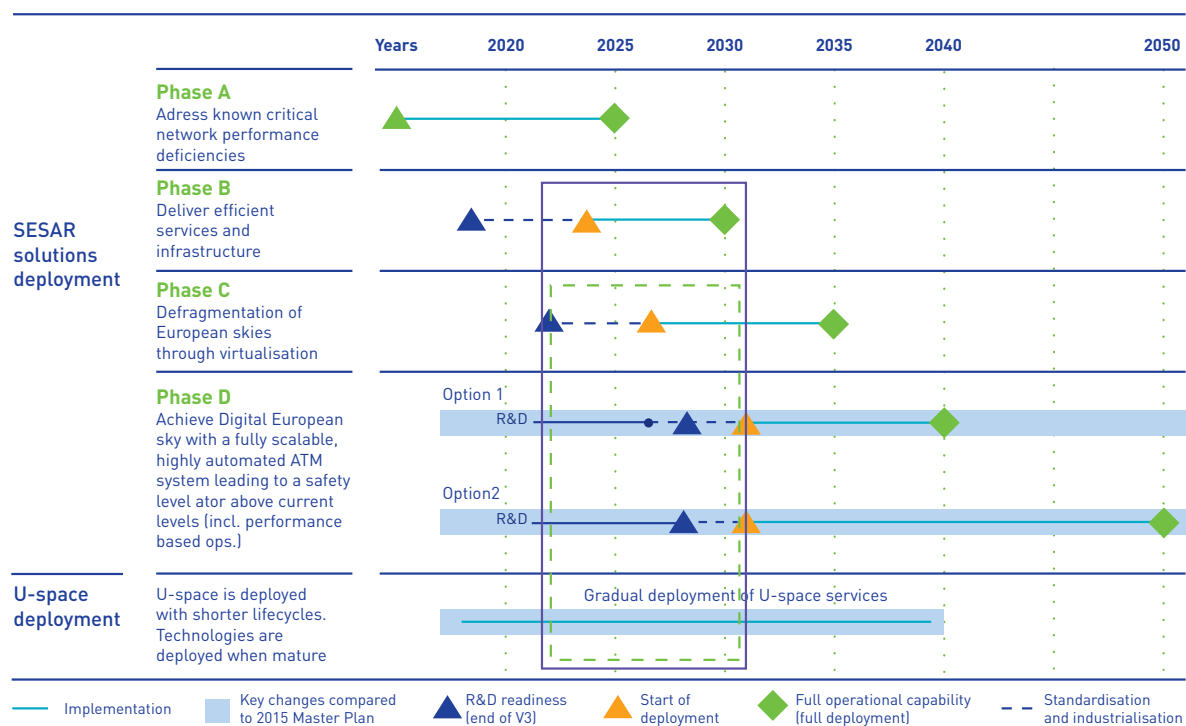 Years 2020 2025 2030 2035 2040 2050
SESAR
solutions
deployment
Phase A
Adress known critical
network performance
deficiencies
Phase B
Deliver efficient
services and
infrastructure
Phase C
Defragmentation of
European skies
through virtualisation
Phase D
Achieve Digital European
sky with a fully scalable,
highly automated ATM
system leading to a safety
level ator above current
levels (incl. performance
based ops.)
Option 1
R&D
Option2
R&D
U-space
deployment
U-space is deployed
with shorter lifecycles.
Technologies are
deployed when mature
Gradual deployment of U-space services
Implementation
Key changes compared
to 2015 Master Plan
R&D readiness
(end of V3)
Start of
deployment
Full operational capability
(full deployment)
Standardisation
and industrialisation